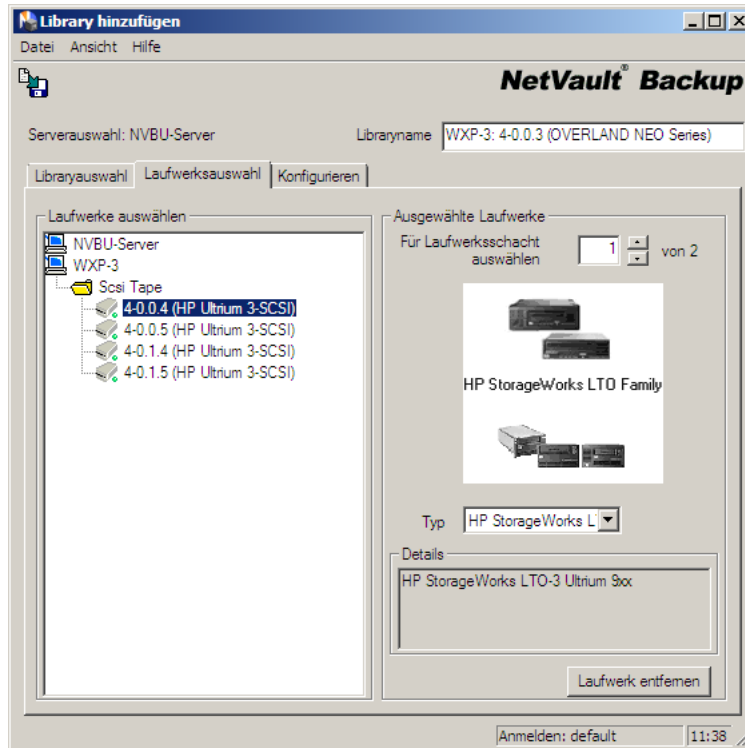 Library hinzufügen
Datei Ansicht Hilfe
NetVault® Backup
Serverauswahl: NVBU-Server
Libraryname WXP-3: 4-0.0.3 (OVERLAND NEO Series)
Libraryauswahl Laufwerksauswahl Konfigurieren
Laufwerke auswählen
NVBU-Server
WXP-3
Scsi Tape
4-0.0.4 (HP Ultrium 3-SCSI)
4-0.0.5 (HP Ultrium 3-SCSI)
4-0.1.4 (HP Ultrium 3-SCSI)
4-0.1.5 (HP Ultrium 3-SCSI)
Ausgewählte Laufwerke
Für Laufwerksschacht
auswählen 1 von 2
HP StorageWorks LTO Family
Typ HP StorageWorks L
Details
HP StorageWorks LTO-3 Ultrium 9xx
Laufwerk entfernen
Anmelden: default 11:38